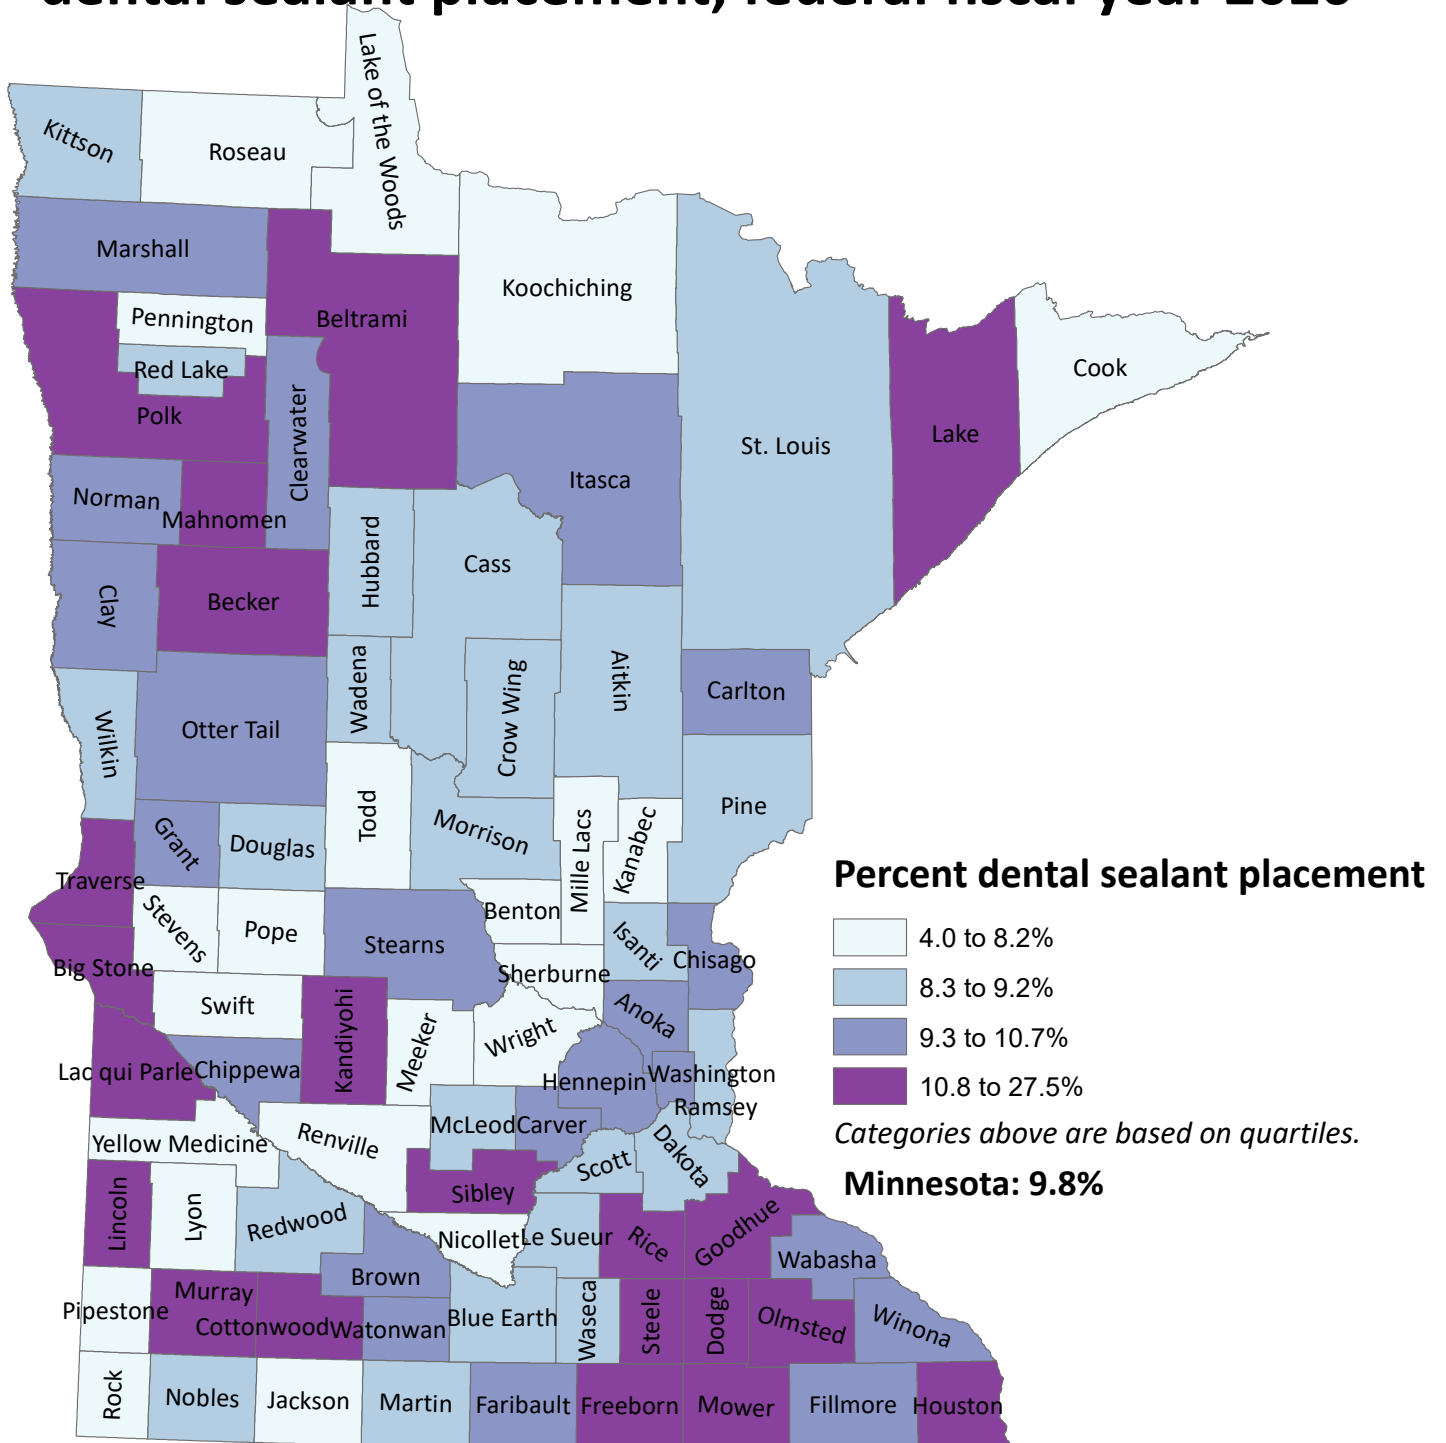 dental sealant placement, federal fiscal year 2020
Lake of the Woods
Kittson
Roseau
Marshall
Koochiching
Beltrami
Pennington
Red Lake
Cook
Polk
Clearwater
Lake
St. Louis
Itasca
Norman
Mahnomen
Hubbard
Cass
Clay
Becker
Wadena
Crow Wing
Aitkin
Carlton
Wilkin
Otter Tail
Todd
Morrison
Mille Lacs
Kanabec
Pine
Grant
Douglas
Traverse
Stevens
Pope
Stearns
Benton
Isanti
Chisago
Big Stone
Sherburne
Swift
Kandiyohi
Meeker
Wright
Anoka
Lac qui Parle
Chippewa
Hennepin
Washington
Ramsey
McLeod
Carver
Yellow Medicine
Renville
Scott
Dakota
Sibley
Lincoln
Lyon
Redwood
Nicollet
Le Sueur
Rice
Goodhue
Wabasha
Brown
Pipestone
Murray
Cottonwood
Watonwan
Blue Earth
Waseca
Steele
Dodge
Olmsted
Winona
Rock
Nobles
Jackson
Martin
Faribault
Freeborn
Mower
Fillmore
Houston
Percent dental sealant placement
4.0 to 8.2%
8.3 to 9.2%
9.3 to 10.7%
10.8 to 27.5%
Categories above are based on quartiles.
Minnesota: 9.8%